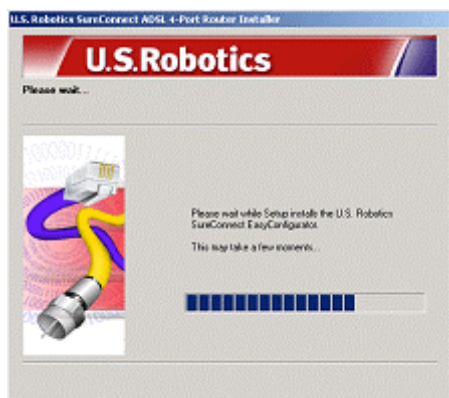 U.S. Robotics SureConnect ADSL 4-Port Router Installer
U.S.Robotics
Please wait...
Please wait while Setup installs the U.S. Robotics
SureConnect EasyConfigurator.
This may take a few moments...